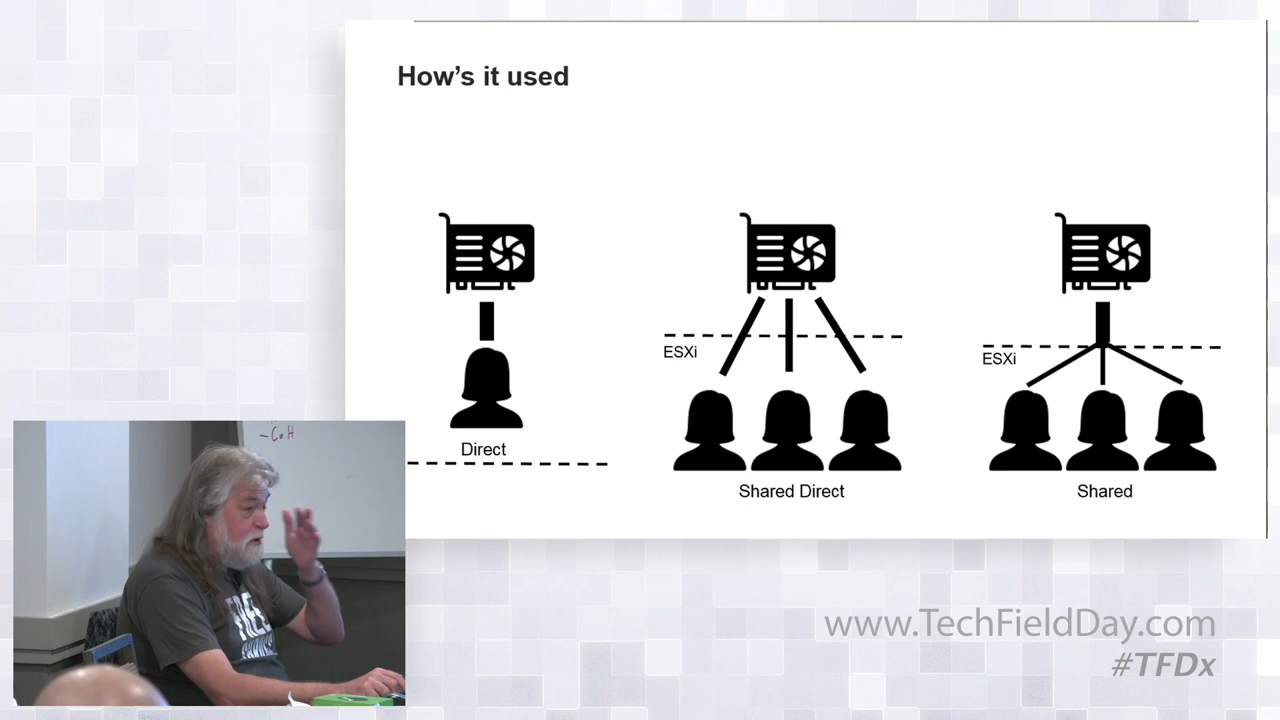 How's it used
ESXi
ESXi
Direct
Shared Direct
Shared
- C o H
www.TechFieldDay.com
#TFDx